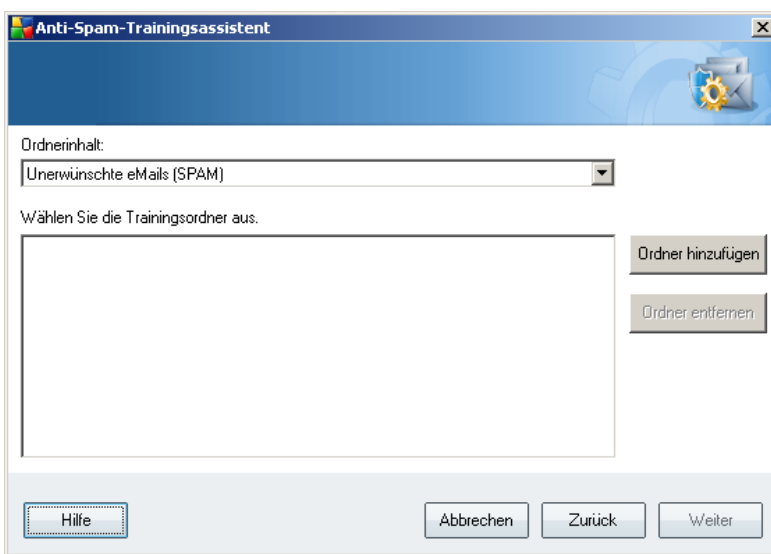 Anti-Spam-Trainingsassistent
Ordnerinhalt:
Unerwünschte eMails (SPAM)
Wählen Sie die Trainingsordner aus.
Ordner hinzufügen
Ordner entfernen
Hilfe
Abbrechen
Zurück
Weiter